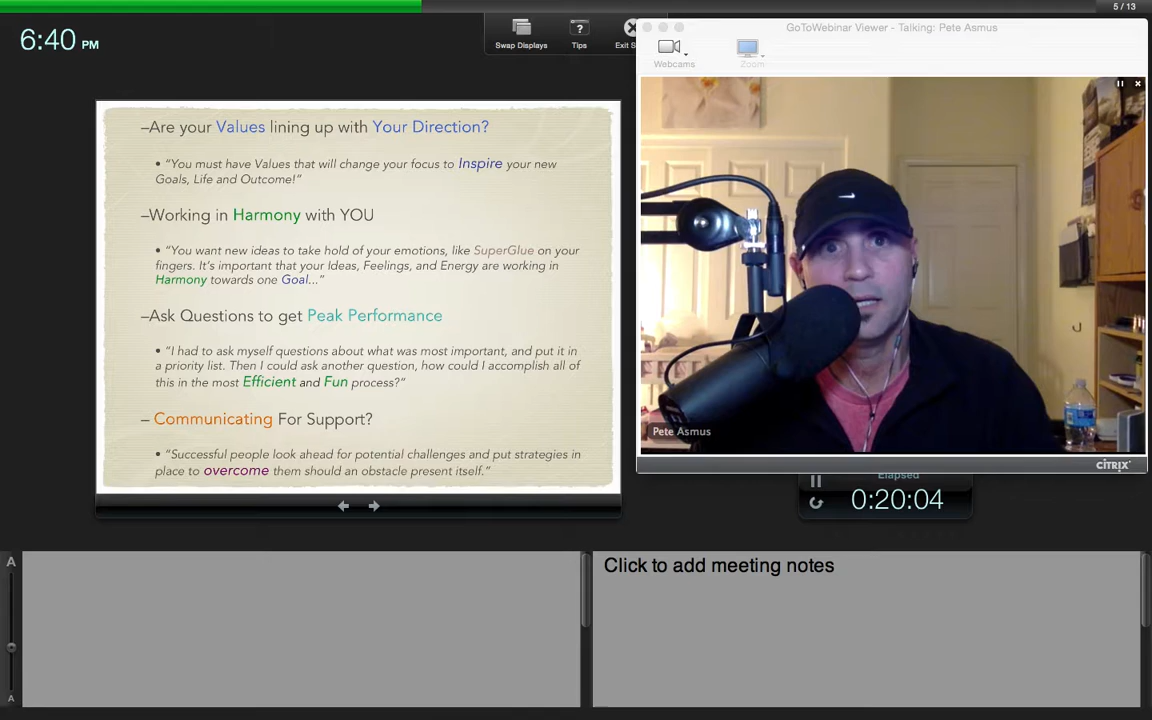 5 / 13
6:40 PM
Swap Displays
Tips
Exit S
GoToWebinar Viewer - Talking: Pete Asmus
Webcams
Zoom
–Are your Values lining up with Your Direction?
• “You must have Values that will change your focus to Inspire your new
Goals, Life and Outcome!”
–Working in Harmony with YOU
• “You want new ideas to take hold of your emotions, like SuperGlue on your
fingers. It’s important that your Ideas, Feelings, and Energy are working in
Harmony towards one Goal...”
–Ask Questions to get Peak Performance
• “I had to ask myself questions about what was most important, and put it in
a priority list. Then I could ask another question, how could I accomplish all of
this in the most Efficient and Fun process?”
– Communicating For Support?
• “Successful people look ahead for potential challenges and put strategies in
place to overcome them should an obstacle present itself.”
Pete Asmus
CITRIX
Elapsed
0:20:04
A
A
Click to add meeting notes